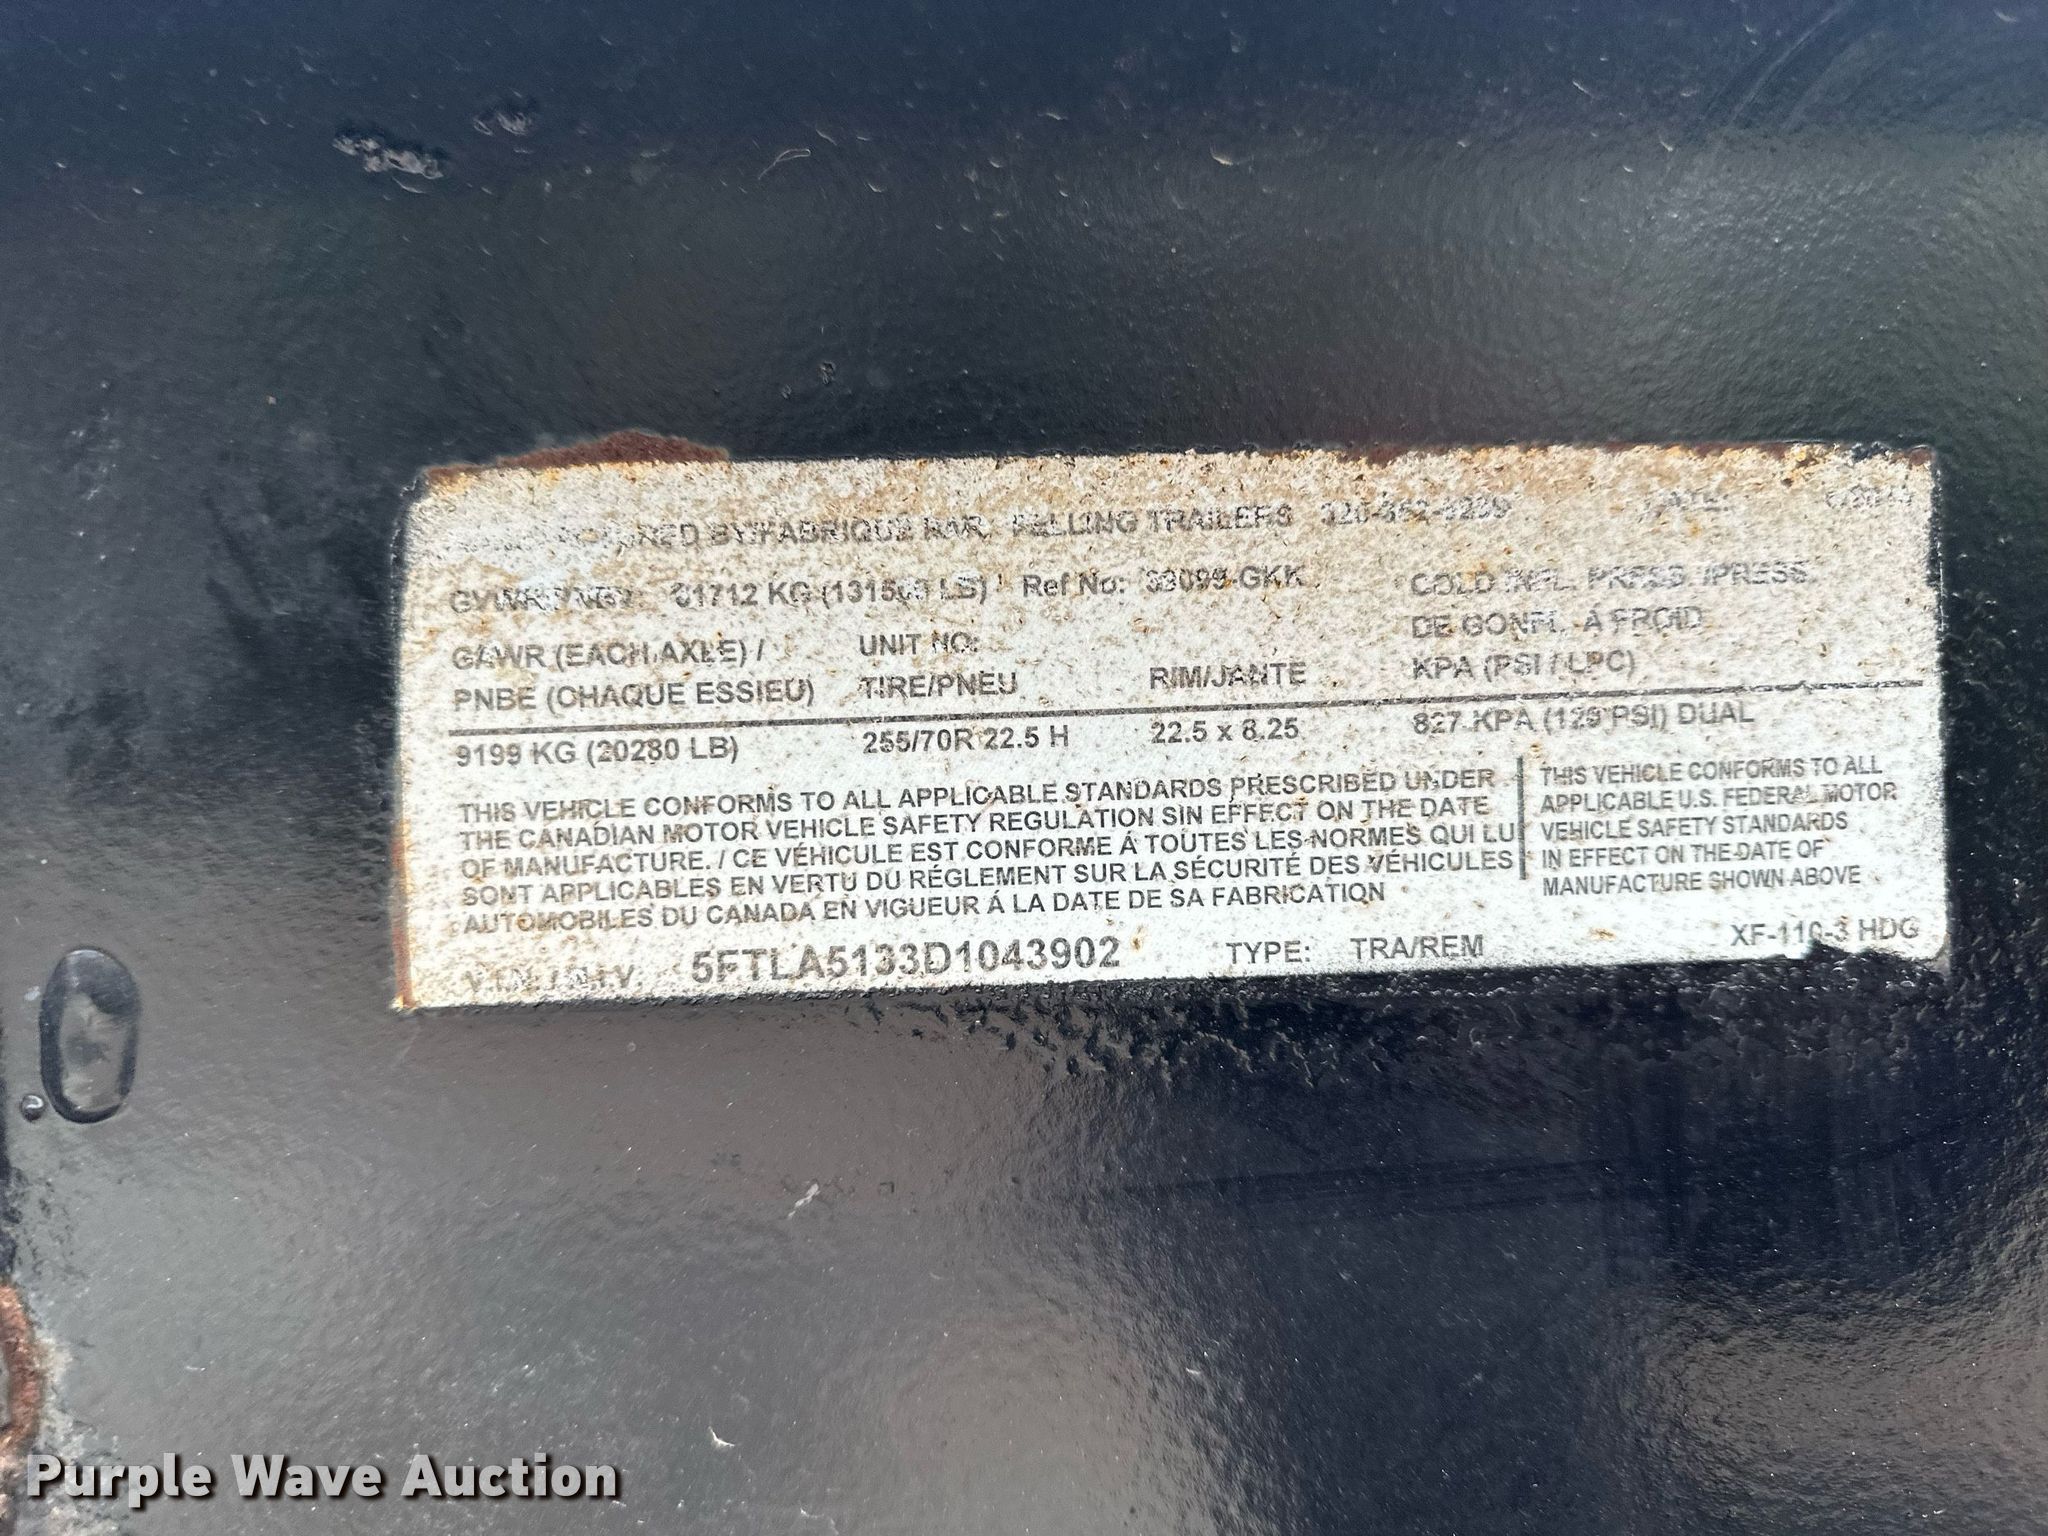 BY/FABRIQUE PAR: FELLING TRAILERS
GVWR/PNBV: KG LB) Ref No:
COLD INFL. PRESS. /PRESS.
DE GONFL. Á FROID
KPA (PSI / LPC)
GAWR (EACH AXLE) / UNIT NO:
PNBE (CHAQUE ESSIEU) TIRE/PNEU RIM/JANTE
9199 KG (20280 LB) 255/70R 22.5 H 22.5 x 8.25 827 KPA PSI) DUAL
THIS VEHICLE CONFORMS TO ALL APPLICABLE STANDARDS PRESCRIBED UNDER
THE CANADIAN MOTOR VEHICLE SAFETY REGULATION SIN EFFECT ON THE DATE
OF MANUFACTURE. / CE VÉHICULE EST CONFORME Á TOUTES LES NORMES QUI LUI
SONT APPLICABLES EN VERTU DU RÉGLEMENT SUR LA SÉCURITÉ DES VÉHICULES
AUTOMOBILES DU CANADA EN VIGUEUR Á LA DATE DE SA FABRICATION
THIS VEHICLE CONFORMS TO ALL
APPLICABLE U.S. FEDERAL MOTOR
VEHICLE SAFETY STANDARDS
IN EFFECT ON THE DATE OF
MANUFACTURE SHOWN ABOVE
V.I.N. / N.I.V. 5FTLA5133D1043902 TYPE: TRA/REM XF-110-3 HDG
Purple Wave Auction